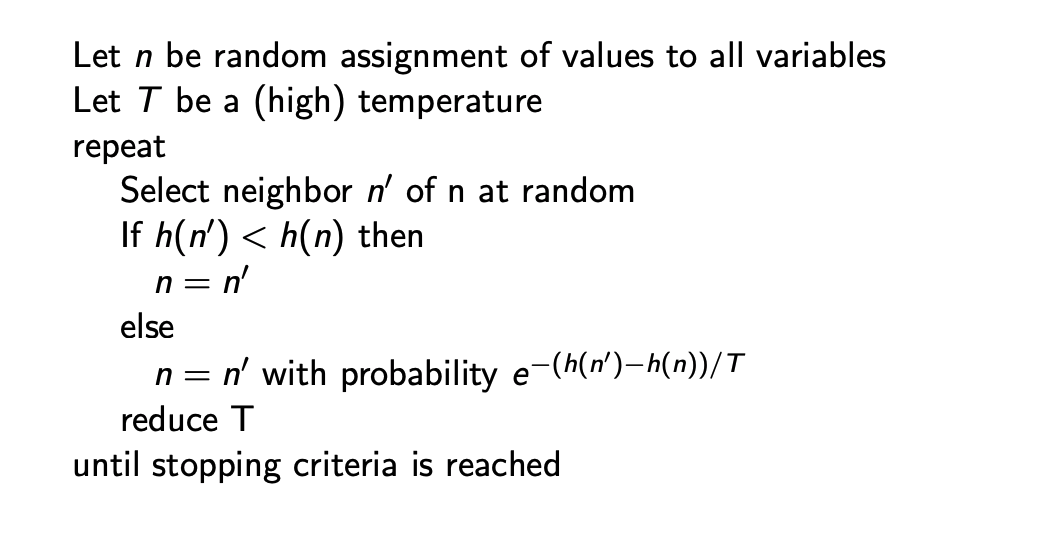 Let n be random assignment of values to all variables
Let T be a (high) temperature
repeat
Select neighbor n′ of n at random
If h(n′) < h(n) then
n = n′
else
n = n′ with probability e^{−(h(n′)−h(n))/T}
reduce T
until stopping criteria is reached